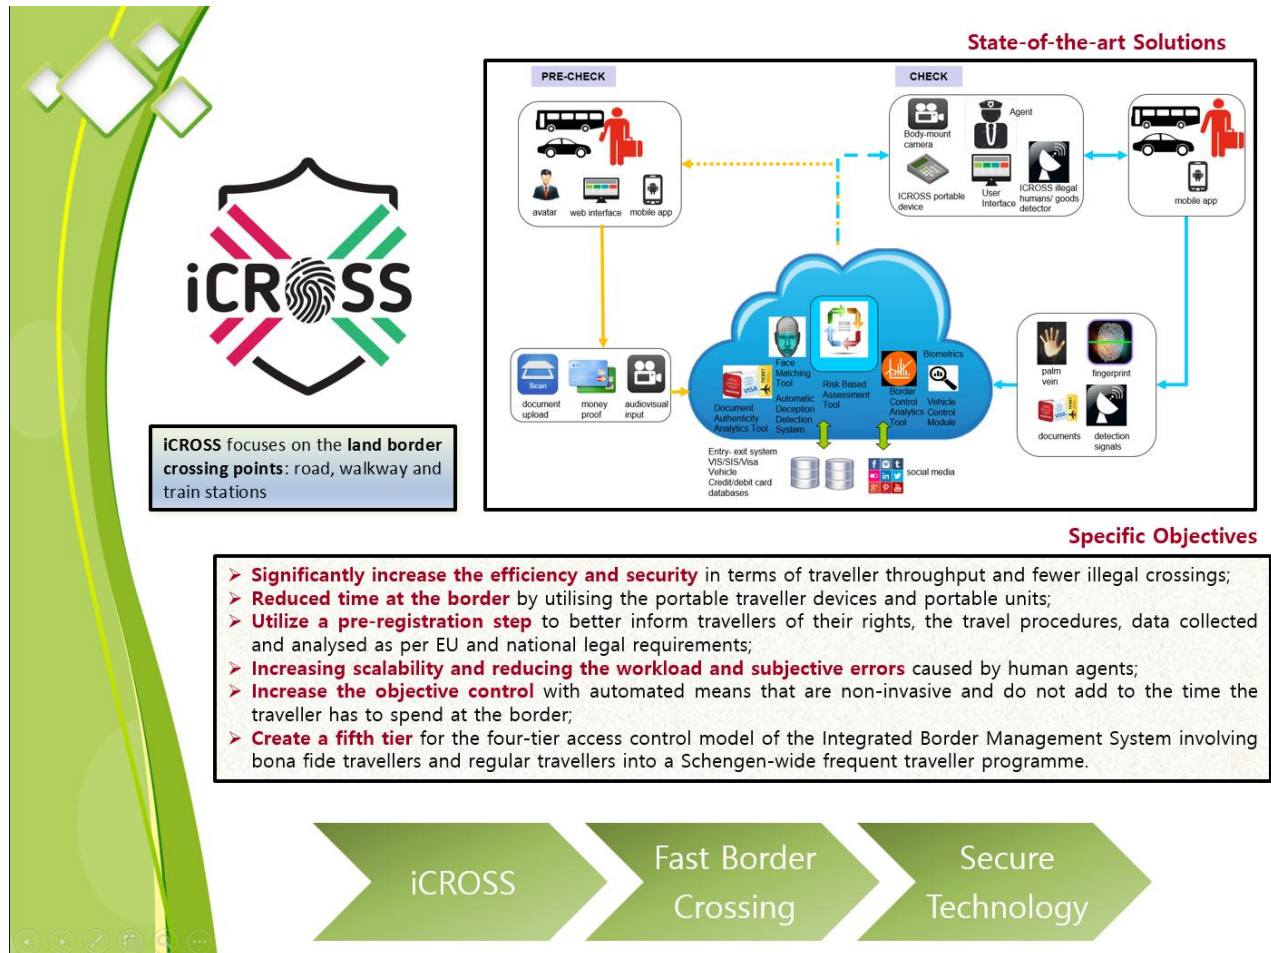 State-of-the-art Solutions
PRE-CHECK
CHECK
avatar
web interface
mobile app
Body-mount
camera
Agent
ICROSS portable
device
User
Interface
ICROSS illegal
humans/ goods
detector
mobile app
iCROSS
Scan
document
upload
money
proof
audiovisual
input
VISA
TICKET
Document
Authenticity
Analytics Tool
Face
Matching
Tool
Automatic
Deception
Detection
System
Risk Based
Assessment
Tool
Border
Control
Analytics
Tool
Biometrics
Vehicle
Control
Module
palm
vein
fingerprint
documents
detection
signals
Entry- exit system
VIS/SIS/Visa
Vehicle
Credit/debit card
databases
social media
iCROSS focuses on the land border
crossing points: road, walkway and
train stations
Specific Objectives
➢ Significantly increase the efficiency and security in terms of traveller throughput and fewer illegal crossings;
➢ Reduced time at the border by utilising the portable traveller devices and portable units;
➢ Utilize a pre-registration step to better inform travellers of their rights, the travel procedures, data collected
and analysed as per EU and national legal requirements;
➢ Increasing scalability and reducing the workload and subjective errors caused by human agents;
➢ Increase the objective control with automated means that are non-invasive and do not add to the time the
traveller has to spend at the border;
➢ Create a fifth tier for the four-tier access control model of the Integrated Border Management System involving
bona fide travellers and regular travellers into a Schengen-wide frequent traveller programme.
iCROSS
Fast Border
Crossing
Secure
Technology